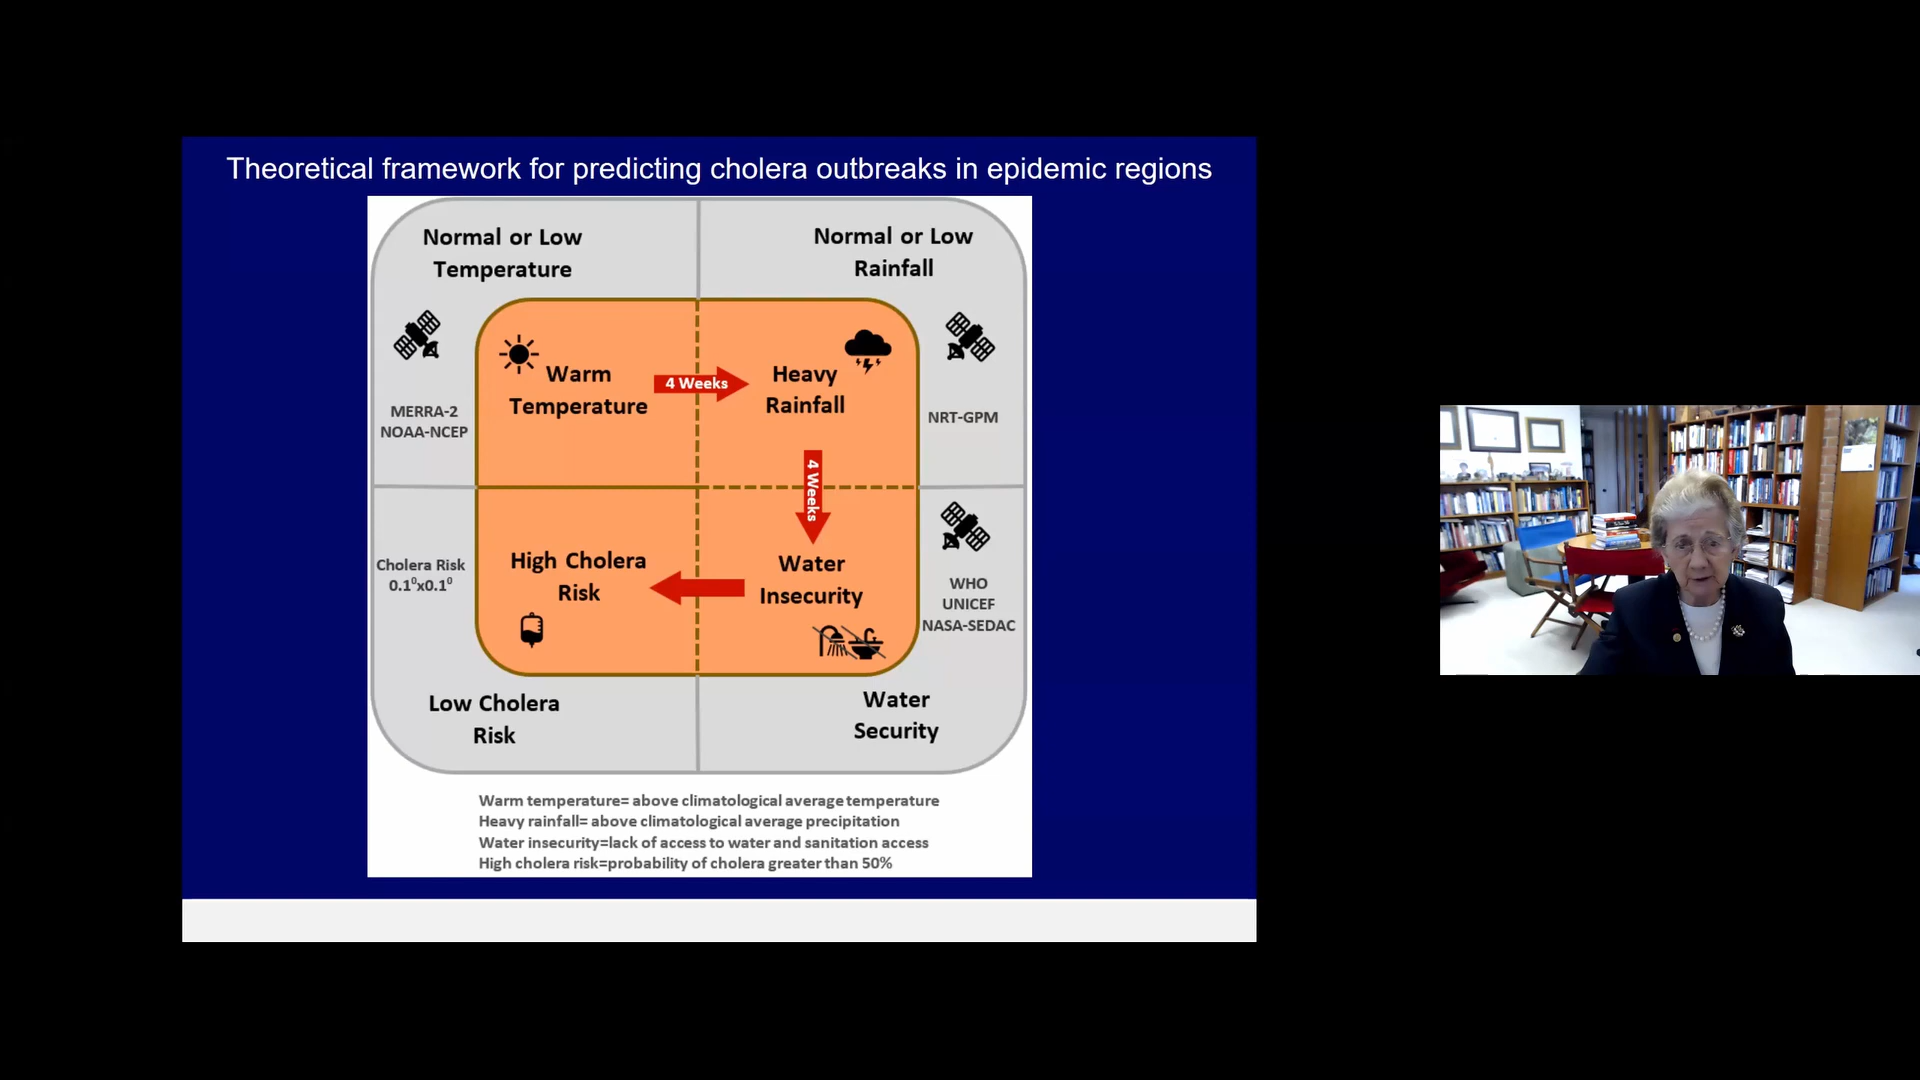 Theoretical framework for predicting cholera outbreaks in epidemic regions
Normal or Low
Temperature
Normal or Low
Rainfall
Warm
Temperature
4 Weeks
Heavy
Rainfall
MERRA-2
NOAA-NCEP
NRT-GPM
4 Weeks
Cholera Risk
0.1⁰x0.1⁰
High Cholera
Risk
Water
Insecurity
WHO
UNICEF
NASA-SEDAC
Low Cholera
Risk
Water
Security
Warm temperature= above climatological average temperature
Heavy rainfall= above climatological average precipitation
Water insecurity=lack of access to water and sanitation access
High cholera risk=probability of cholera greater than 50%